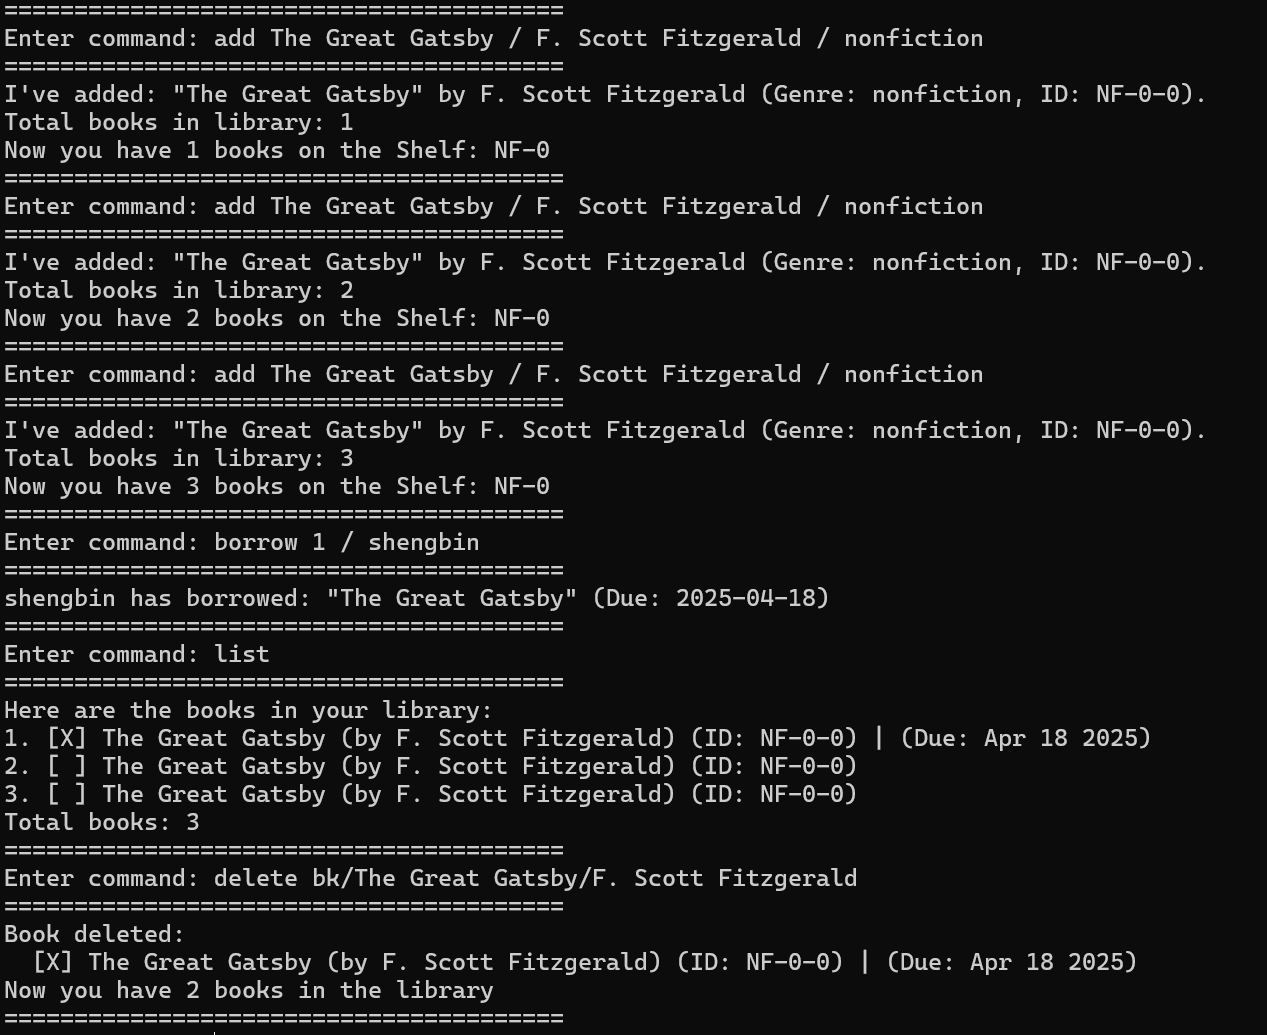 ========================================
Enter command: add The Great Gatsby / F. Scott Fitzgerald / nonfiction
========================================
I've added: "The Great Gatsby" by F. Scott Fitzgerald (Genre: nonfiction, ID: NF-0-0).
Total books in library: 1
Now you have 1 books on the Shelf: NF-0
========================================
Enter command: add The Great Gatsby / F. Scott Fitzgerald / nonfiction
========================================
I've added: "The Great Gatsby" by F. Scott Fitzgerald (Genre: nonfiction, ID: NF-0-0).
Total books in library: 2
Now you have 2 books on the Shelf: NF-0
========================================
Enter command: add The Great Gatsby / F. Scott Fitzgerald / nonfiction
========================================
I've added: "The Great Gatsby" by F. Scott Fitzgerald (Genre: nonfiction, ID: NF-0-0).
Total books in library: 3
Now you have 3 books on the Shelf: NF-0
========================================
Enter command: borrow 1 / shengbin
========================================
shengbin has borrowed: "The Great Gatsby" (Due: 2025-04-18)
========================================
Enter command: list
========================================
Here are the books in your library:
1. [X] The Great Gatsby (by F. Scott Fitzgerald) (ID: NF-0-0) | (Due: Apr 18 2025)
2. [ ] The Great Gatsby (by F. Scott Fitzgerald) (ID: NF-0-0)
3. [ ] The Great Gatsby (by F. Scott Fitzgerald) (ID: NF-0-0)
Total books: 3
========================================
Enter command: delete bk/The Great Gatsby/F. Scott Fitzgerald
========================================
Book deleted:
  [X] The Great Gatsby (by F. Scott Fitzgerald) (ID: NF-0-0) | (Due: Apr 18 2025)
Now you have 2 books in the library
========================================